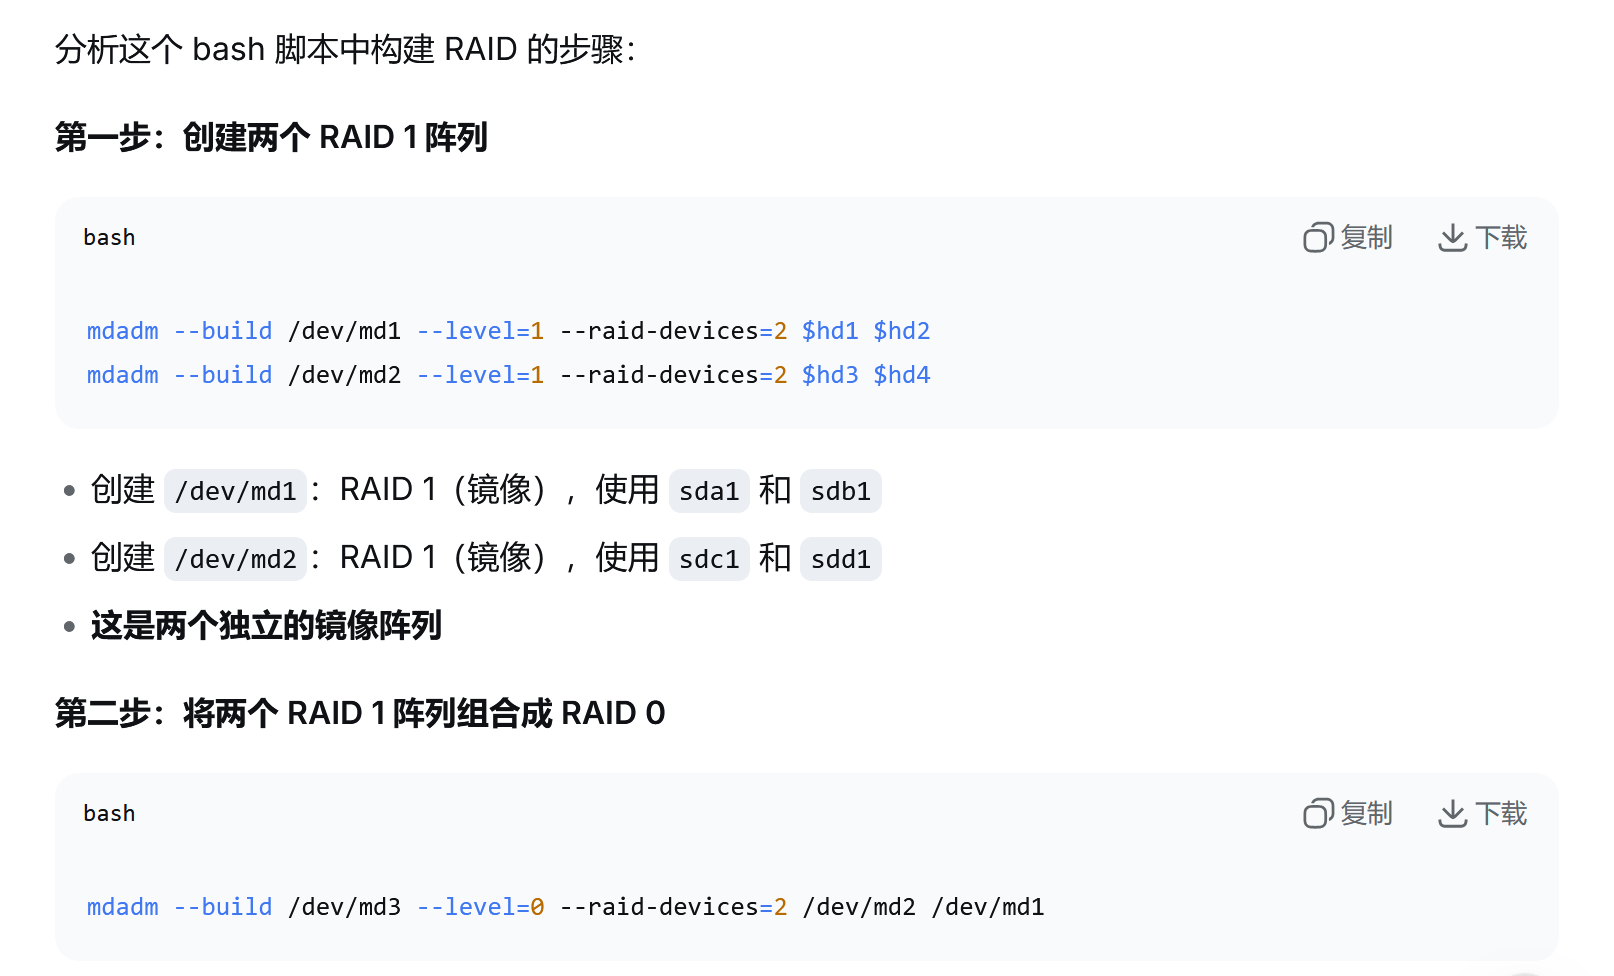 分析这个 bash 脚本中构建 RAID 的步骤：
第一步：创建两个 RAID 1 阵列
bash
复制
下载
mdadm --build /dev/md1 --level=1 --raid-devices=2 $hd1 $hd2
mdadm --build /dev/md2 --level=1 --raid-devices=2 $hd3 $hd4
创建 /dev/md1：RAID 1（镜像），使用 sda1 和 sdb1
创建 /dev/md2：RAID 1（镜像），使用 sdc1 和 sdd1
这是两个独立的镜像阵列
第二步：将两个 RAID 1 阵列组合成 RAID 0
bash
复制
下载
mdadm --build /dev/md3 --level=0 --raid-devices=2 /dev/md2 /dev/md1